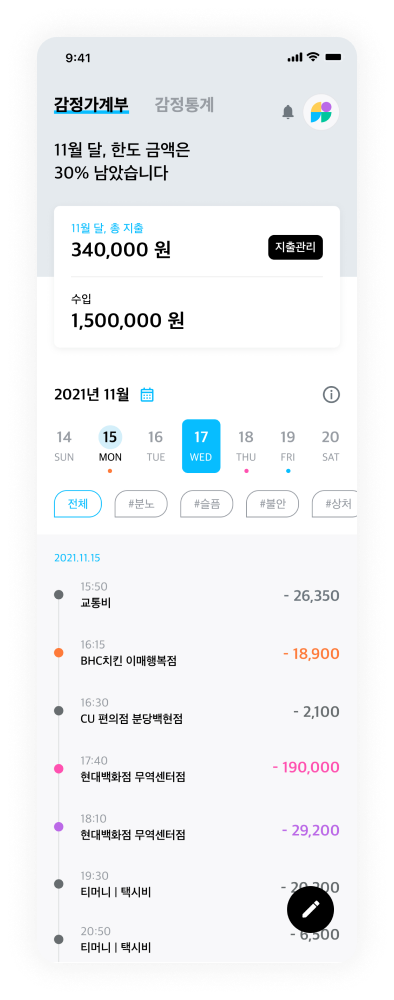 9:41
감정가계부 감정통계
11월 달, 한도 금액은
30% 남았습니다
11월 달, 총 지출
340,000 원
지출관리
수입
1,500,000 원
2021년 11월
14 15 16 17 18 19 20
SUN MON TUE WED THU FRI SAT
전체 #분노 #슬픔 #불안 #상처
2021.11.15
15:50
교통비
- 26,350
16:15
BHC치킨 이매행복점
- 18,900
16:30
CU 편의점 분당백현점
- 2,100
17:40
현대백화점 무역센터점
- 190,000
18:10
현대백화점 무역센터점
- 29,200
19:30
티머니 | 택시비
20:50
티머니 | 택시비